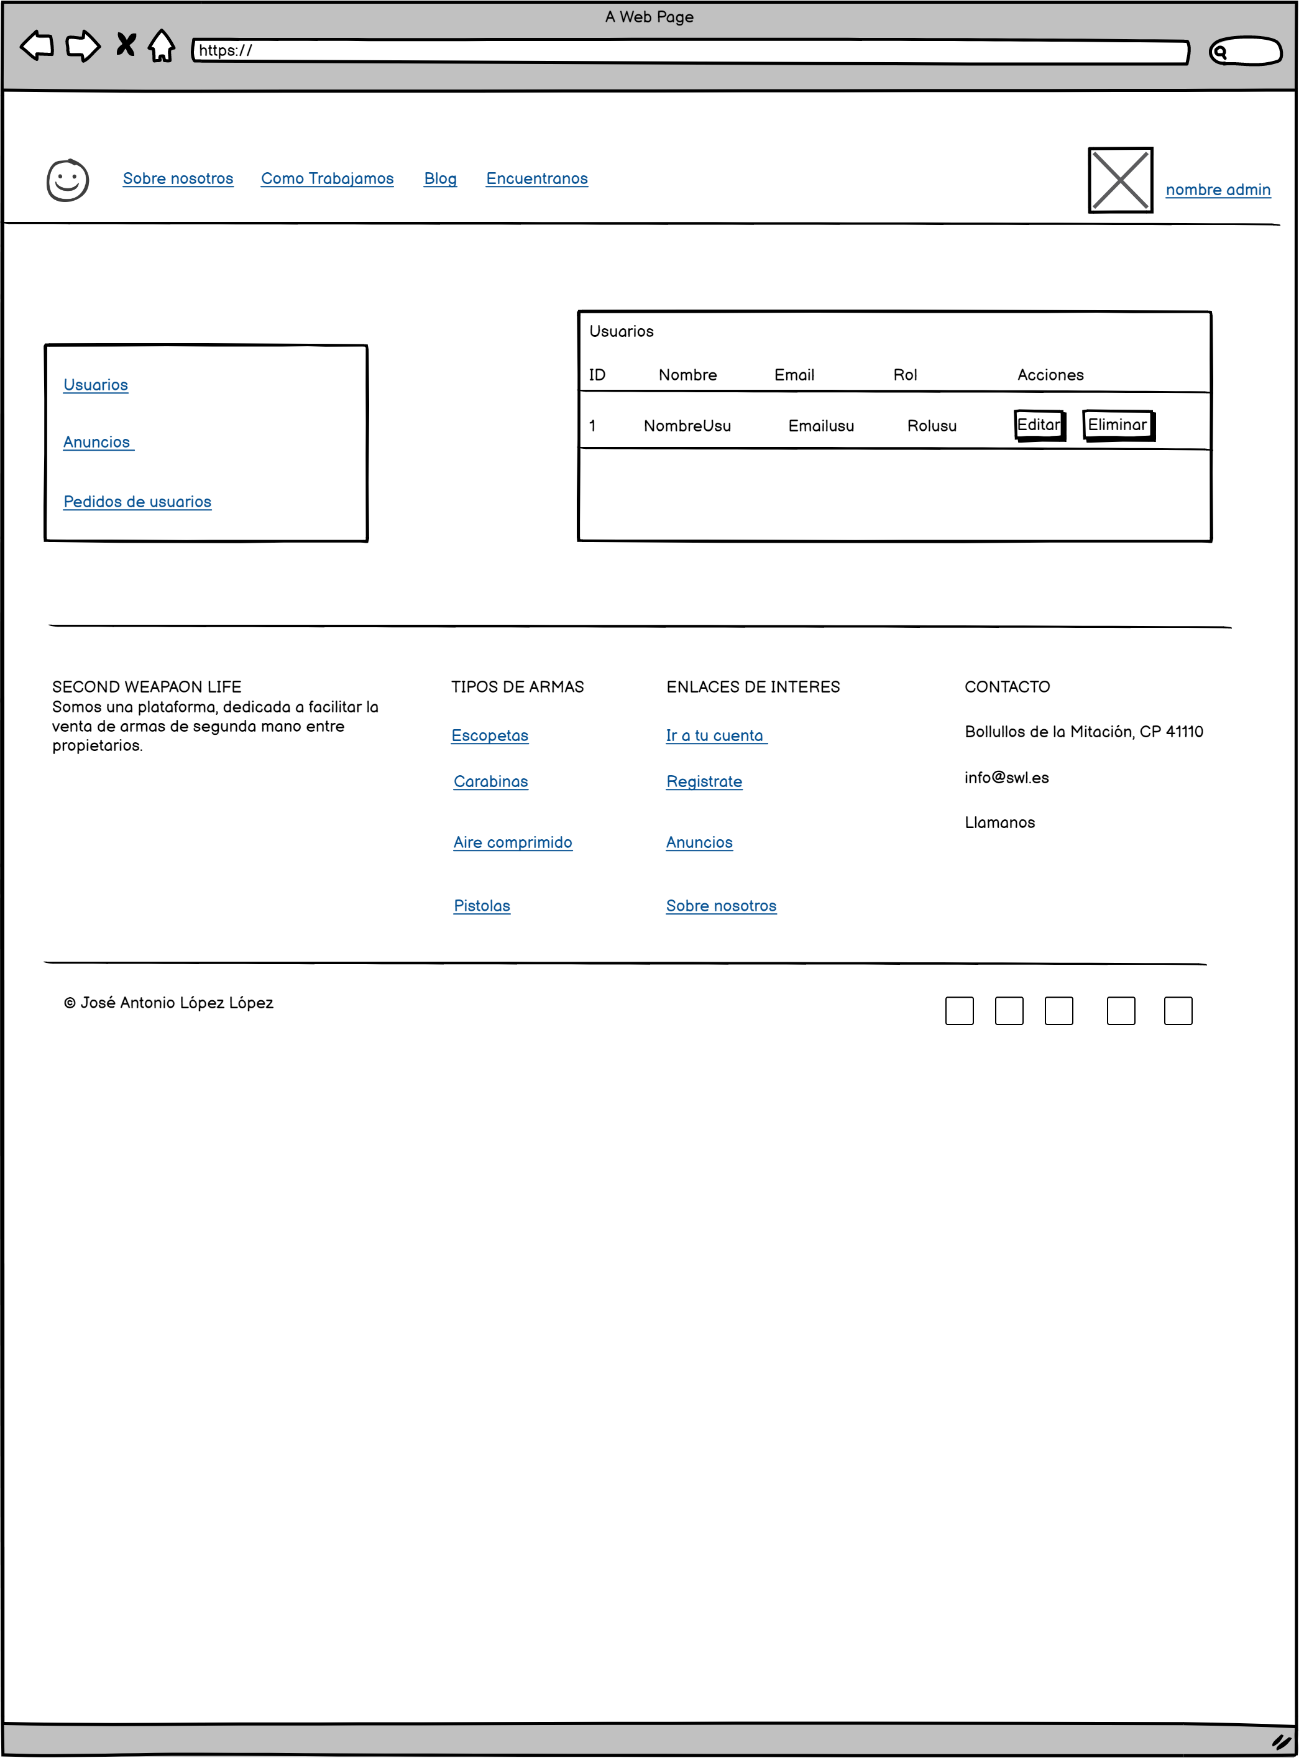 A Web Page
https://
Sobre nosotros Como Trabajamos Blog Encuentranos
nombre admin
Usuarios
Anuncios
Pedidos de usuarios
Usuarios
ID Nombre Email Rol Acciones
1 NombreUsu Emailusu Rolusu Editar Eliminar
SECOND WEAPAON LIFE
Somos una plataforma, dedicada a facilitar la
venta de armas de segunda mano entre
propietarios.
TIPOS DE ARMAS
Escopetas
Carabinas
Aire comprimido
Pistolas
ENLACES DE INTERES
Ir a tu cuenta
Registrate
Anuncios
Sobre nosotros
CONTACTO
Bollullos de la Mitación, CP 41110
info@swl.es
Llamanos
© José Antonio López López